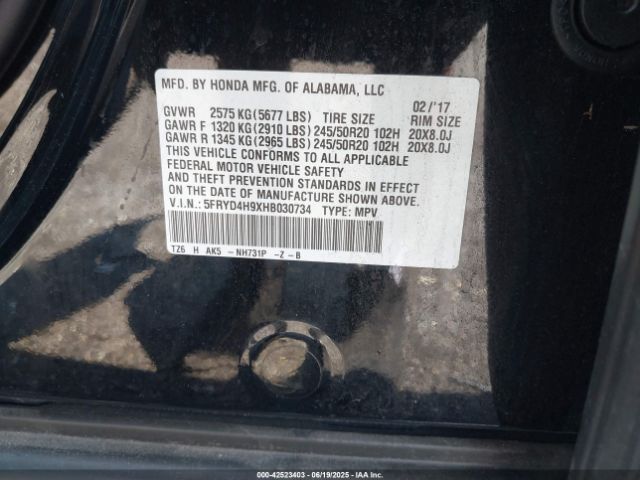 MFD. BY HONDA MFG. OF ALABAMA, LLC
02 /'17
GVWR 2575 KG(5677 LBS) TIRE SIZE RIM SIZE
GAWR F 1320 KG(2910 LBS) 245/50R20 102H 20X8.0J
GAWR R 1345 KG(2965 LBS) 245/50R20 102H 20X8.0J
THIS VEHICLE CONFORMS TO ALL APPLICABLE
FEDERAL MOTOR VEHICLE SAFETY
AND THEFT PREVENTION STANDARDS IN EFFECT
ON THE DATE OF MANUFACTURE SHOWN ABOVE.
V.I.N.: 5FRYD4H9XHB030734 TYPE: MPV
TZ6 H AK5 -NH731P -Z -B
000-42523403 - 06/19/2025 - IAA Inc.